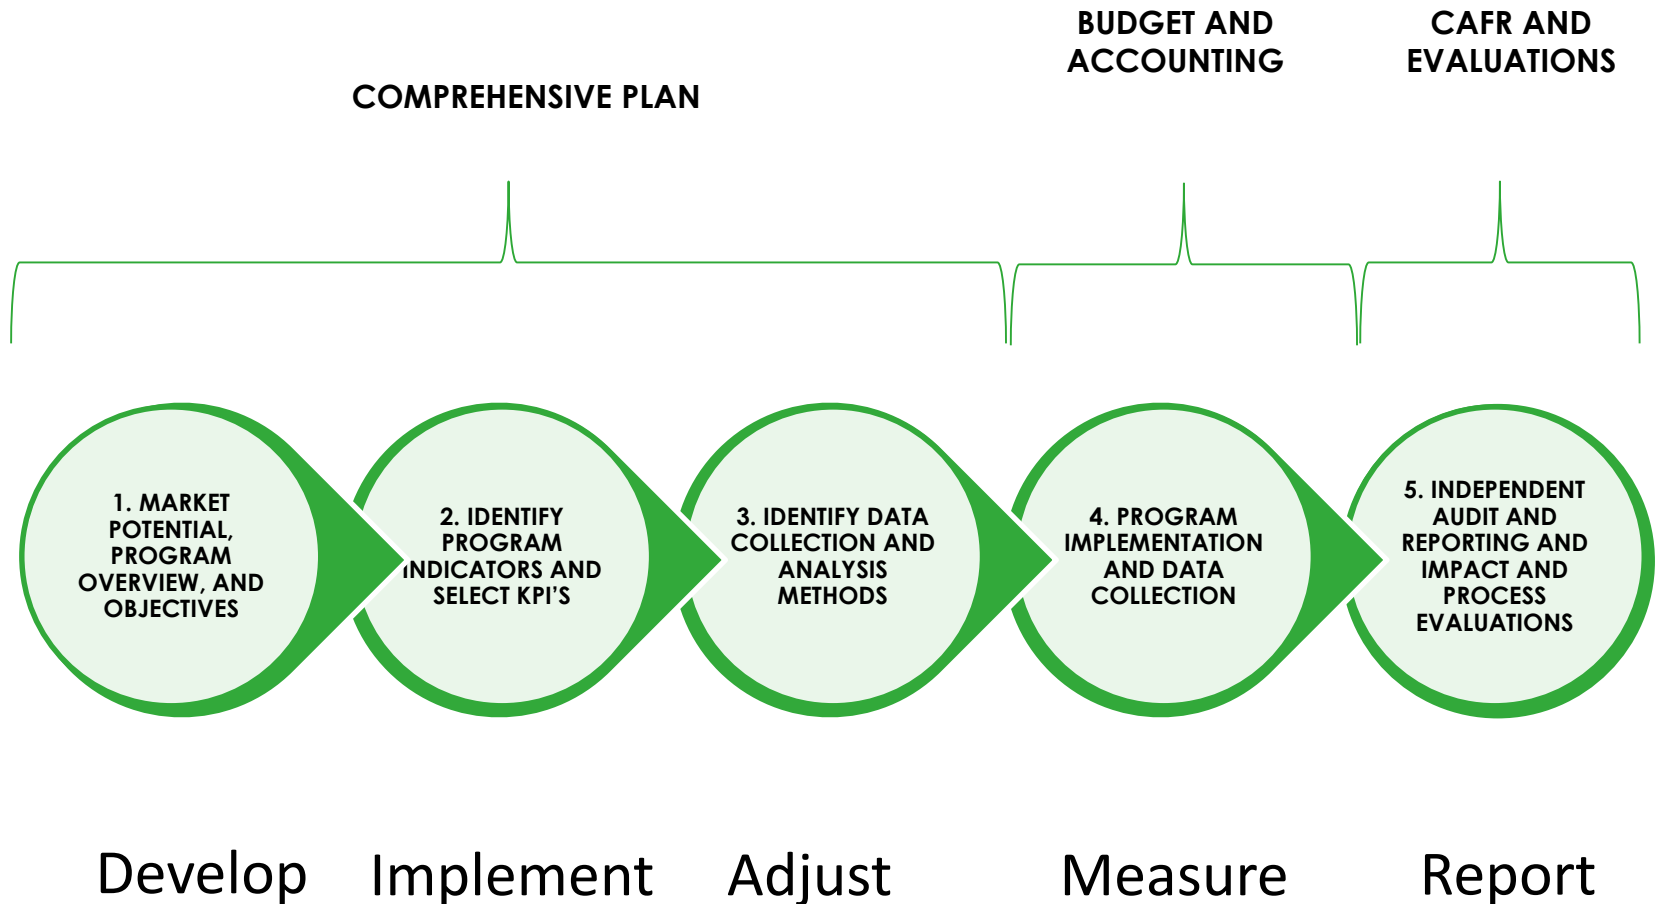 BUDGET AND
ACCOUNTING
CAFR AND
EVALUATIONS
COMPREHENSIVE PLAN
1. MARKET
POTENTIAL,
PROGRAM
OVERVIEW, AND
OBJECTIVES
2. IDENTIFY
PROGRAM
INDICATORS AND
SELECT KPI'S
3. IDENTIFY DATA
COLLECTION AND
ANALYSIS
METHODS
4. PROGRAM
IMPLEMENTATION
AND DATA
COLLECTION
5. INDEPENDENT
AUDIT AND
REPORTING AND
IMPACT AND
PROCESS
EVALUATIONS
Develop
Implement
Adjust
Measure
Report